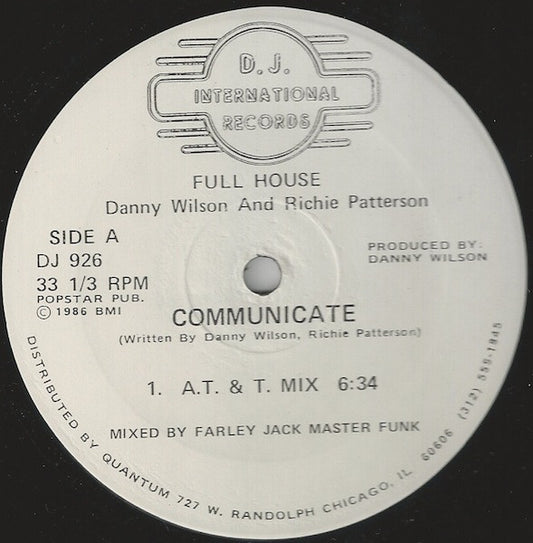 D.J.
INTERNATIONAL
RECORDS
FULL HOUSE
Danny Wilson And Richie Patterson
SIDE A
DJ 926
33 1/3 RPM
POPSTAR PUB.
© 1986 BMI
PRODUCED BY:
DANNY WILSON
COMMUNICATE
(Written By Danny Wilson, Richie Patterson)
1. A.T. & T. MIX 6:34
MIXED BY FARLEY JACK MASTER FUNK
DISTRIBUTED BY QUANTUM 727 W. RANDOLPH CHICAGO, IL 60606 (312) 559-1845